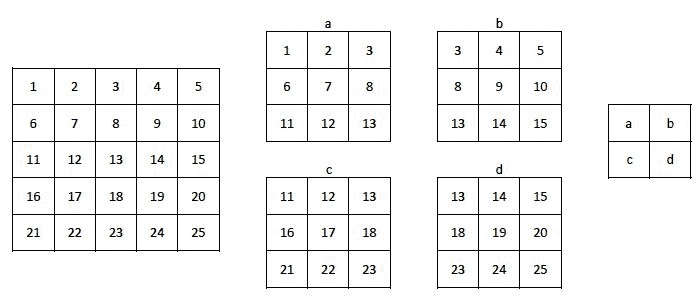 1 2 3 4 5
6 7 8 9 10
11 12 13 14 15
16 17 18 19 20
21 22 23 24 25
a
1 2 3
6 7 8
11 12 13
b
3 4 5
8 9 10
13 14 15
c
11 12 13
16 17 18
21 22 23
d
13 14 15
18 19 20
23 24 25
a b
c d